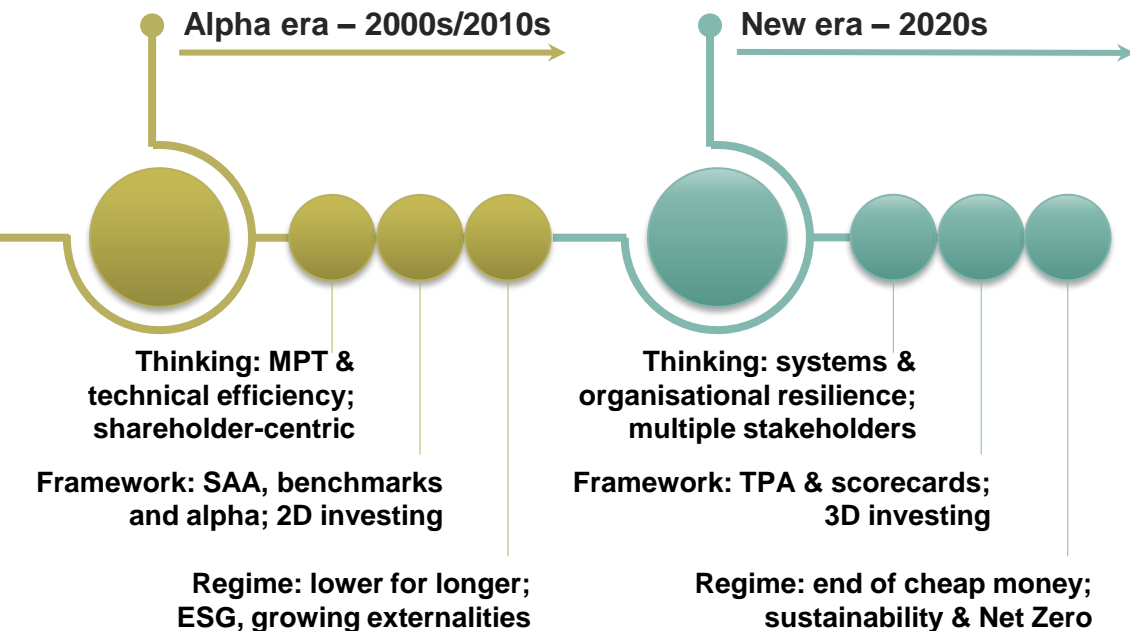 Alpha era – 2000s/2010s
New era – 2020s
Thinking: MPT &
technical efficiency;
shareholder-centric
Framework: SAA, benchmarks
and alpha; 2D investing
Regime: lower for longer;
ESG, growing externalities
Thinking: systems &
organisational resilience;
multiple stakeholders
Framework: TPA & scorecards;
3D investing
Regime: end of cheap money;
sustainability & Net Zero